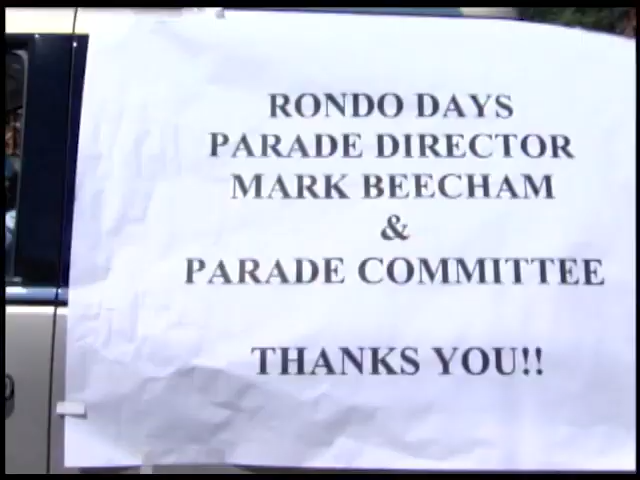 RONDO DAYS
PARADE DIRECTOR
MARK BEECHAM
&
PARADE COMMITTEE
THANKS YOU!!